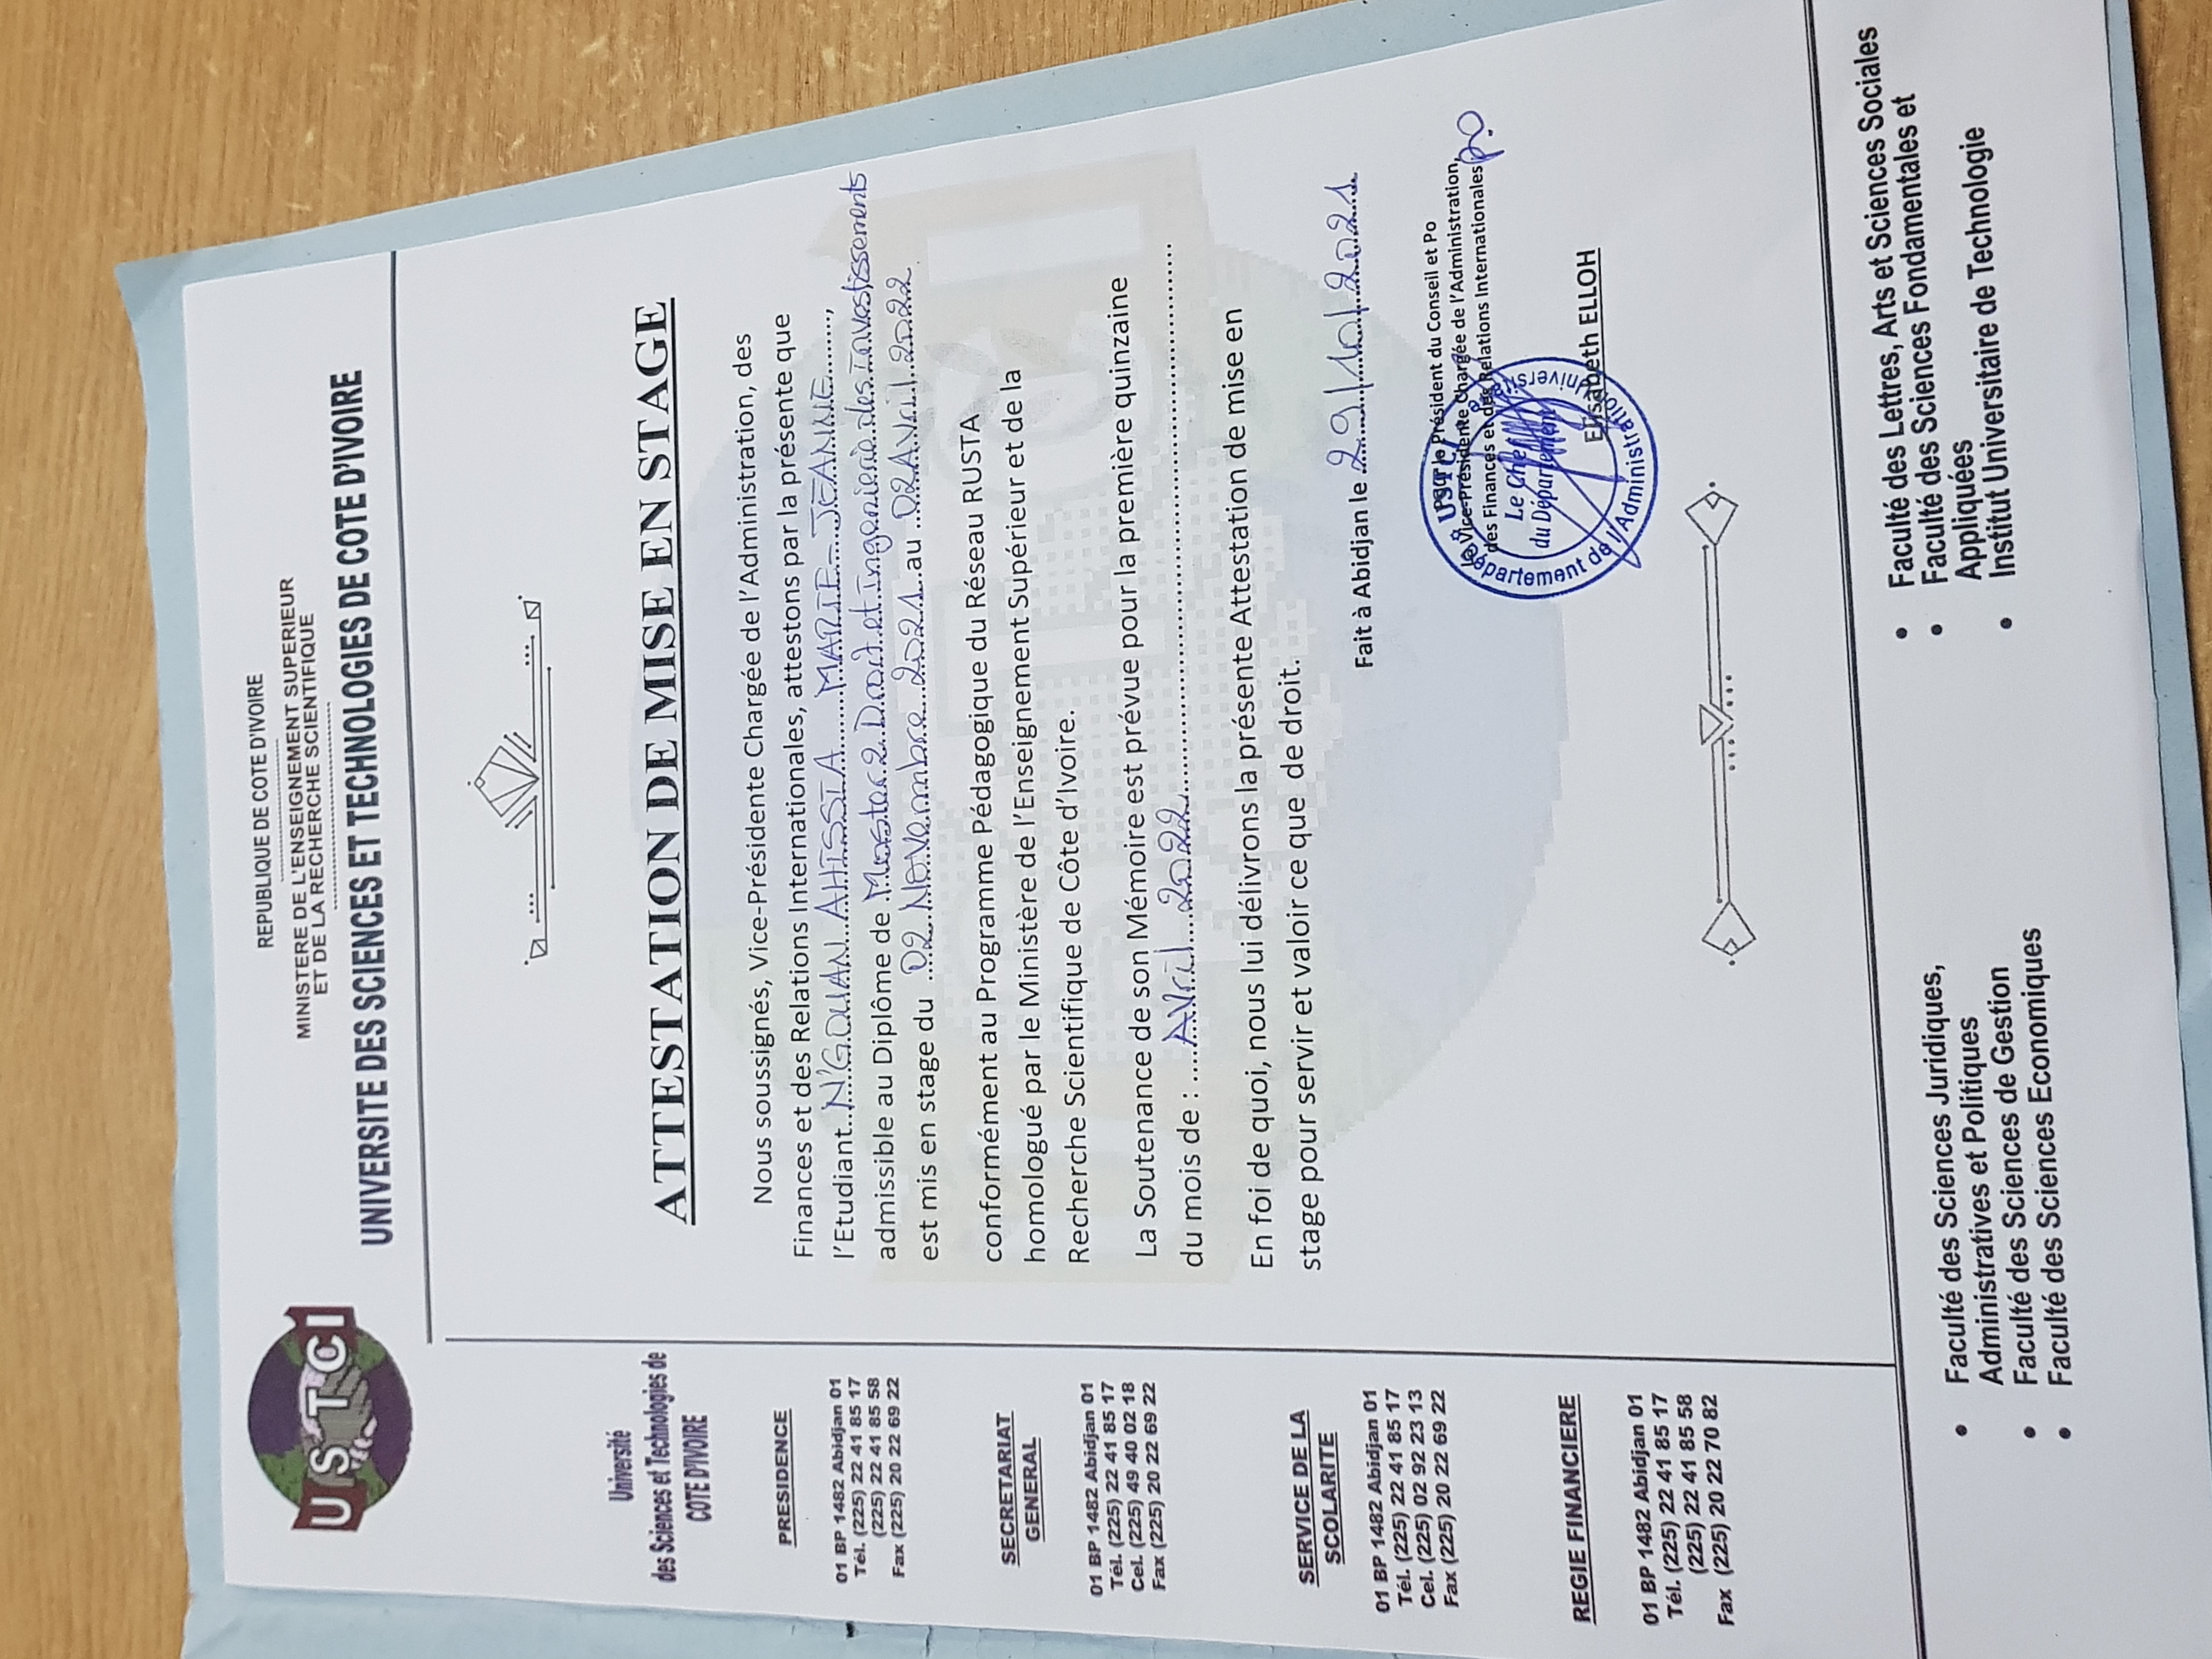 USTCI
REPUBLIQUE DE COTE D'IVOIRE
MINISTERE DE L'ENSEIGNEMENT SUPERIEUR
ET DE LA RECHERCHE SCIENTIFIQUE
UNIVERSITE DES SCIENCES ET TECHNOLOGIES DE COTE D'IVOIRE
Université
des Sciences et Technologies de
COTE D'IVOIRE
PRESIDENCE
01 BP 1482 Abidjan 01
Tél. (225) 22 41 85 17
(225) 22 41 85 58
Fax (225) 20 22 69 22
SECRETARIAT
GENERAL
01 BP 1482 Abidjan 01
Tél. (225) 22 41 85 17
Cel. (225) 49 40 02 18
Fax (225) 20 22 69 22
SERVICE DE LA
SCOLARITE
01 BP 1482 Abidjan 01
Tél. (225) 22 41 85 17
Cel. (225) 02 92 23 13
Fax (225) 20 22 69 22
REGIE FINANCIERE
01 BP 1482 Abidjan 01
Tél. (225) 22 41 85 17
(225) 22 41 85 58
Fax (225) 20 22 70 82
ATTESTATION DE MISE EN STAGE
Nous soussignés, Vice-Présidente Chargée de l'Administration, des
Finances et des Relations Internationales, attestons par la présente que
l'Etudiant N'GOUAN AHISSIA MARIE-JEANNE,
admissible au Diplôme de Master 2 Droit et Ingenierie des Investissements
est mis en stage du 02 Novembre 2021 au 02 Avril 2022
conformément au Programme Pédagogique du Réseau RUSTA
homologué par le Ministère de l'Enseignement Supérieur et de la
Recherche Scientifique de Côte d'Ivoire.
La Soutenance de son Mémoire est prévue pour la première quinzaine
du mois de : Avril 2022
En foi de quoi, nous lui délivrons la présente Attestation de mise en
stage pour servir et valoir ce que de droit.
Fait à Abidjan le 29/10/2021
Pour le Président du Conseil et Po
la Vice-Présidente Chargée de l'Administration,
des Finances et des Relations Internationales
P.O
USTCI
Département de l'Administration Universitaire
Le Chef
du Département
Elisabeth ELLOH
• Faculté des Sciences Juridiques,
Administratives et Politiques
• Faculté des Sciences de Gestion
• Faculté des Sciences Economiques
• Faculté des Lettres, Arts et Sciences Sociales
• Faculté des Sciences Fondamentales et
Appliquées
• Institut Universitaire de Technologie